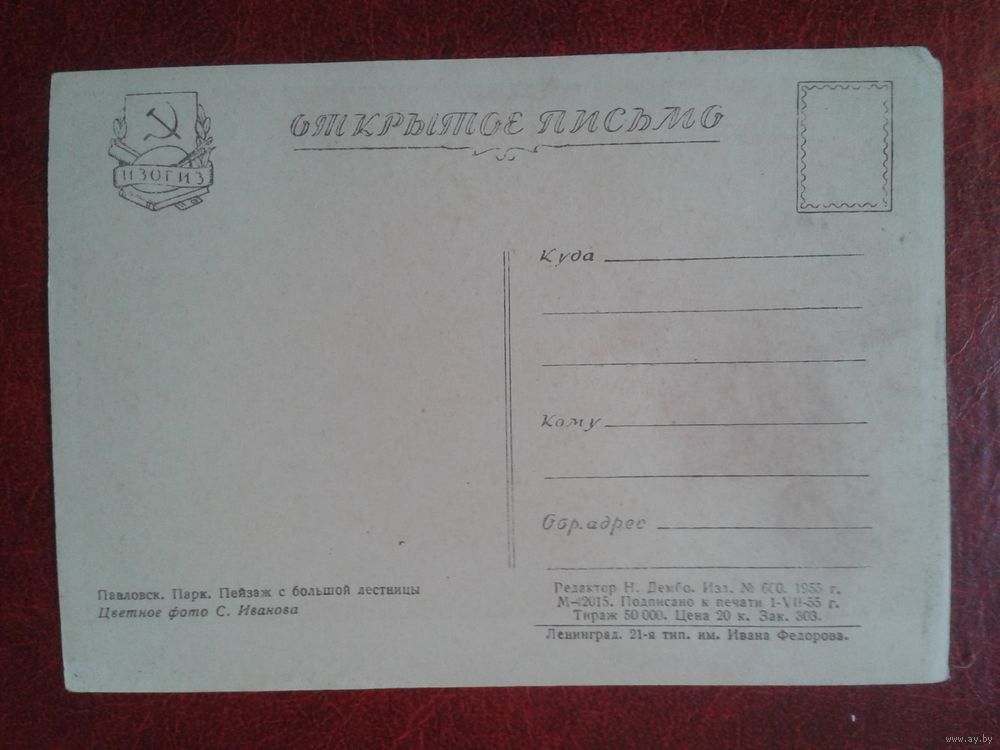 ИЗОГИЗ
ОТКРЫТОЕ ПИСЬМО
Куда
Кому
Обр. адрес
Павловск. Парк. Пейзаж с большой лестницы
Цветное фото С. Иванова
Редактор Н. Дембо. Изд. № 600. 1955 г.
М-42015. Подписано к печати 1-VII-55 г.
Тираж 50 000. Цена 20 к. Зак. 303.
Ленинград. 21-я тип. им. Ивана Федорова.
www.ay.by